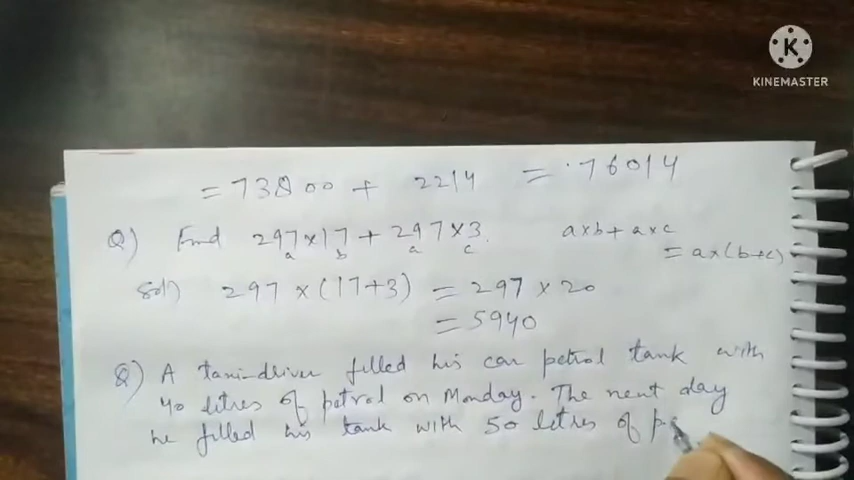 K
KINEMASTER
= 73800 + 2214 = 76014
Q) Find 297×17 + 297×3. a×b + a×c
a b a c = a×(b+c)
Sol) 297 × (17+3) = 297 × 20
= 5940
Q) A taxi-driver filled his car petrol tank with
40 litres of petrol on Monday. The next day
he filled his tank with 50 litres of p